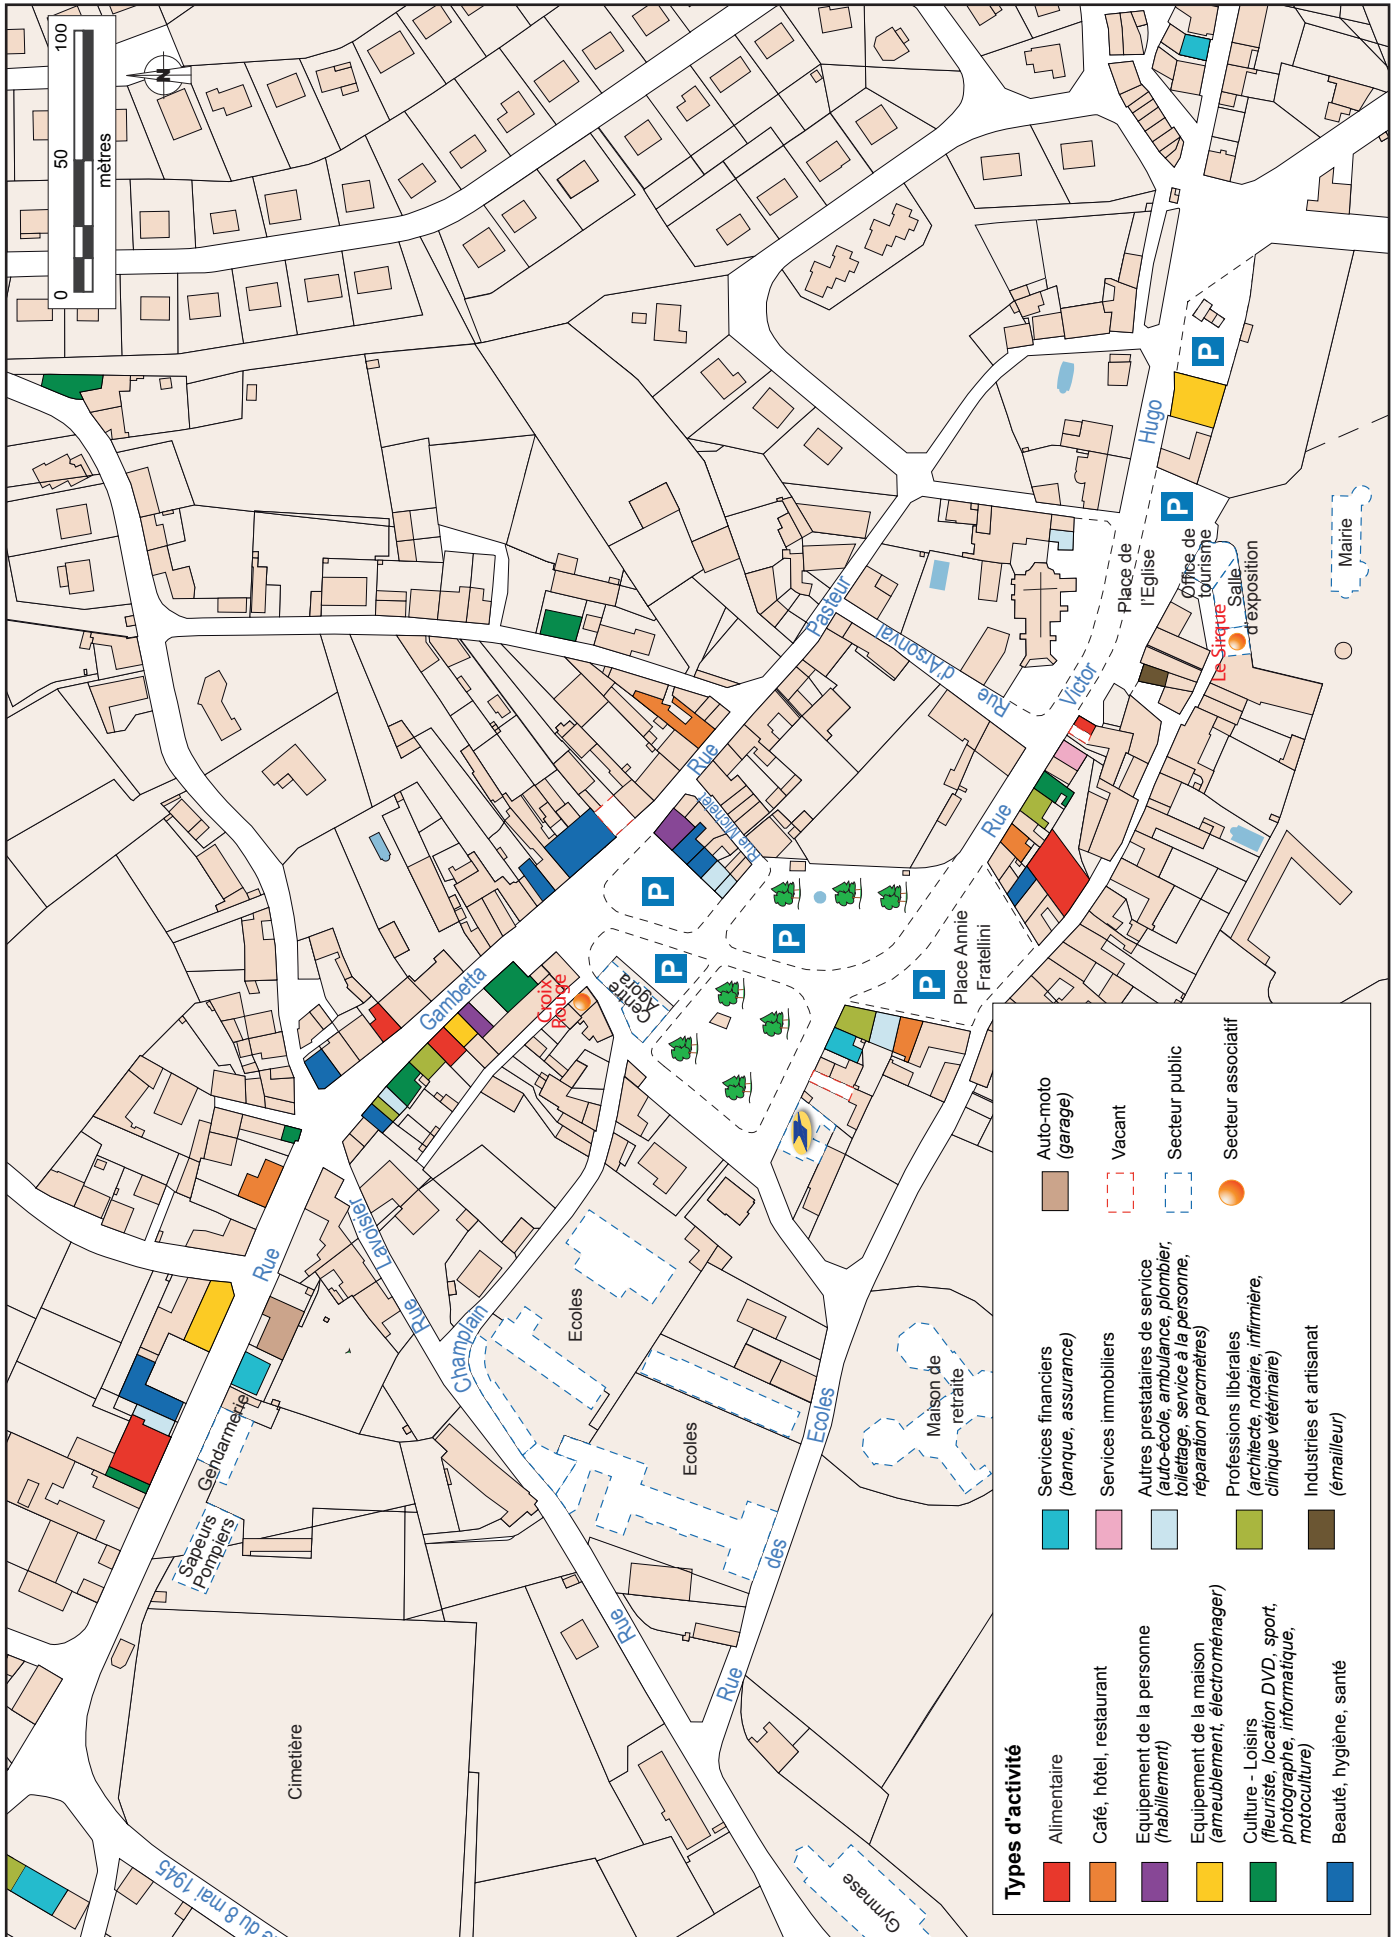 0 50 100
mètres
N
Rue Gambetta
Rue Lavoisier
Champlain
Rue
Rue des Ecoles
Rue Pasteur
Rue Michelet
Rue d'Arsonval
Rue Victor Hugo
e du 8 mai 1945
Cimetière
Sapeurs
Pompiers
Gendarmerie
Croix
Rouge
Centre
Agora
P
P
P
P
P
P
Ecoles
Ecoles
Maison de
retraite
Gymnase
Place Annie
Fratellini
Place de
l'Eglise
Office de
tourisme
Salle
d'exposition
Le Sirque
Mairie
Types d'activité
Alimentaire
Café, hôtel, restaurant
Equipement de la personne
(habillement)
Equipement de la maison
(ameublement, électroménager)
Culture - Loisirs
(fleuriste, location DVD, sport,
photographe, informatique,
motoculture)
Beauté, hygiène, santé
Services financiers
(banque, assurance)
Services immobiliers
Autres prestataires de service
(auto-école, ambulance, plombier,
toilettage, service à la personne,
réparation parcmètres)
Professions libérales
(architecte, notaire, infirmière,
clinique vétérinaire)
Industries et artisanat
(émailleur)
Auto-moto
(garage)
Vacant
Secteur public
Secteur associatif